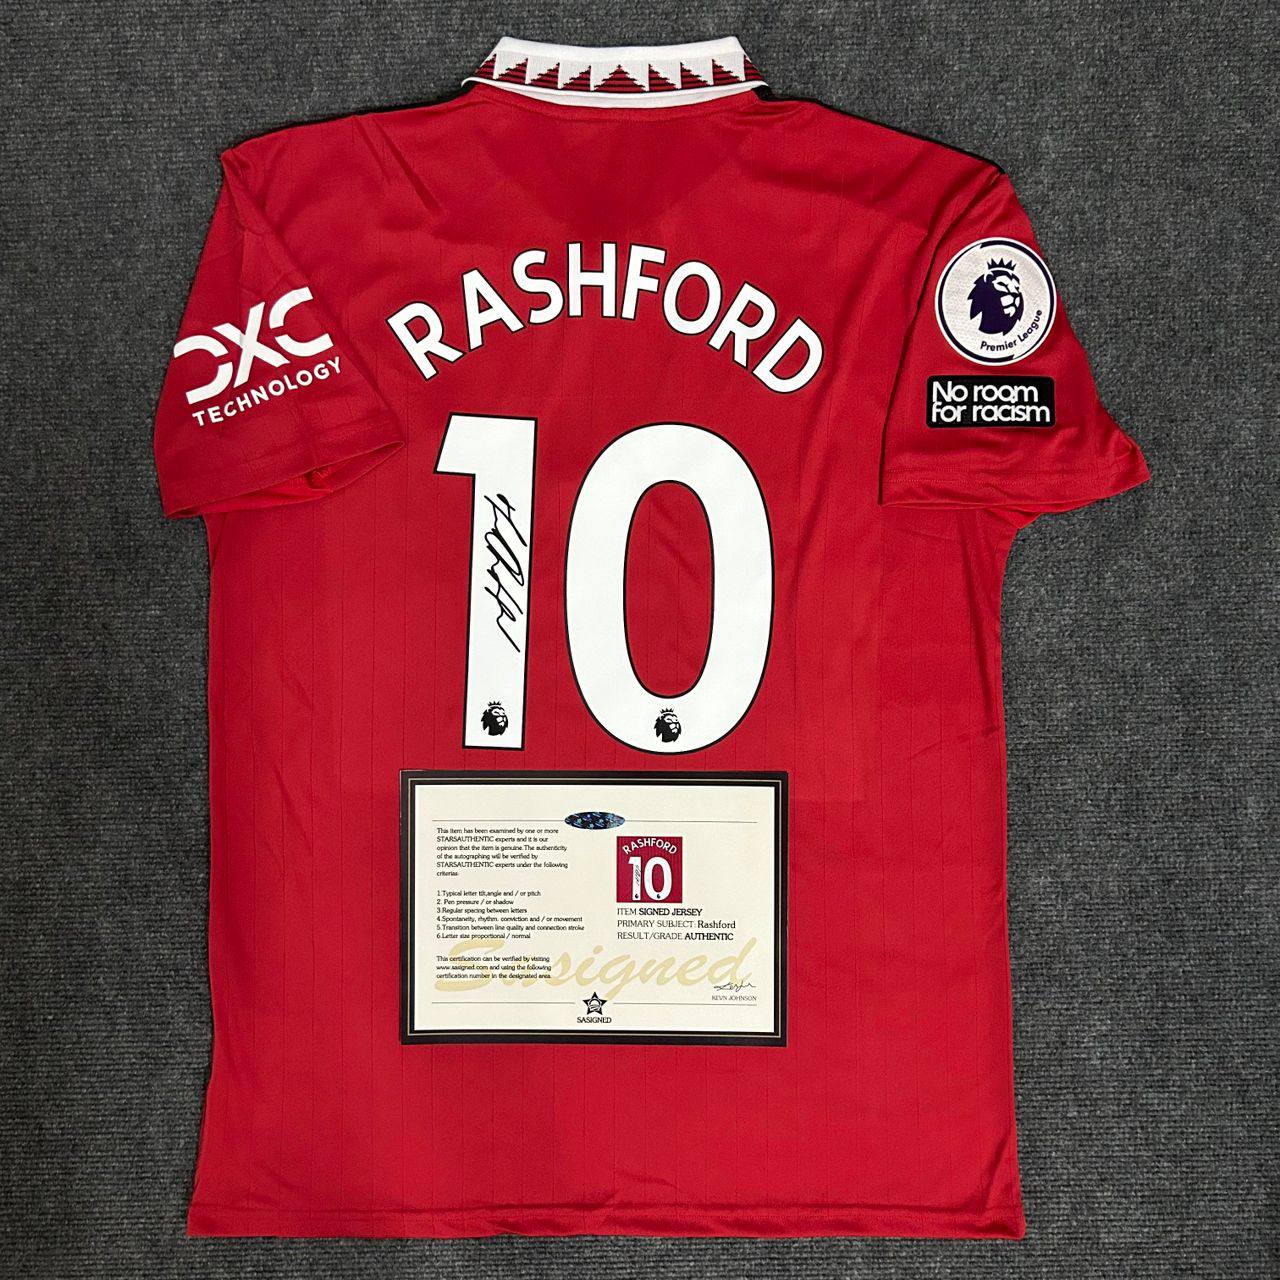 RASHFORD
DXC
TECHNOLOGY
Premier League
No room
for racism
10
This item has been examined by one or more
STARSAUTHENTIC experts and it is our
opinion that the item is genuine. The authenticity
of the autographing will be verified by
STARSAUTHENTIC experts under the following
criterias:
1.Typical letter tilt,angle and / or pitch
2. Pen pressure / or shadow
3.Regular spacing between letters
4.Spontaneity, rhythm. conviction and / or movement
5.Transition between line quality and connection stroke
6.Letter size proportional / normal
This certification can be verified by visiting
www.sasigned.com and using the following
certification number in the designated area.
RASHFORD
10
ITEM SIGNED JERSEY
PRIMARY SUBJECT: Rashford
RESULT/GRADE AUTHENTIC
Sasigned
KEVN JOHNSON
SASIGNED